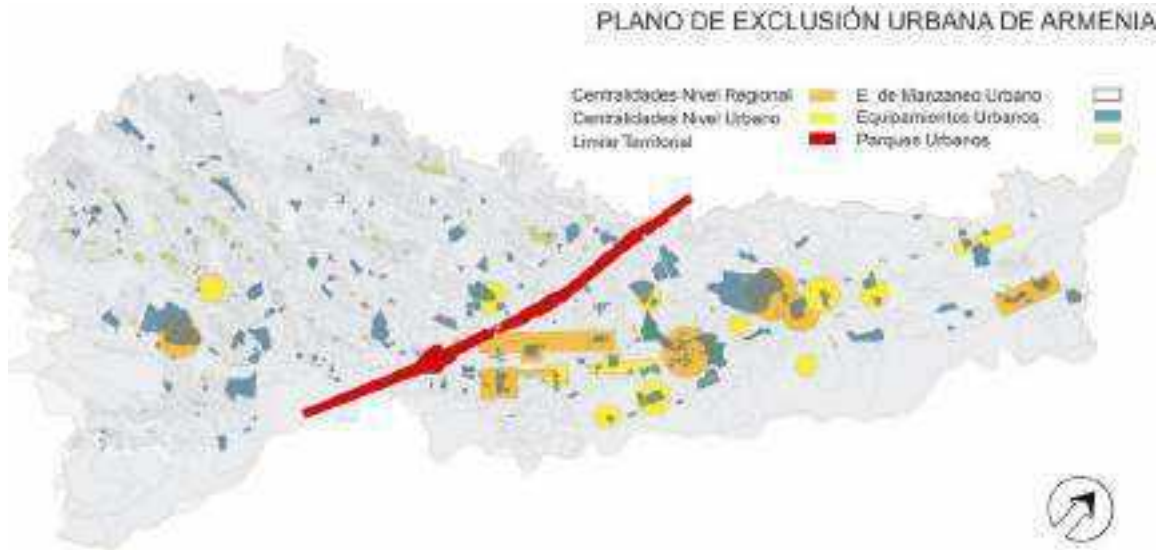 PLANO DE EXCLUSIÓN URBANA DE ARMENIA
Centralidades Nivel Regional
E. de Manzaneo Urbano
Centralidades Nivel Urbano
Equipamientos Urbanos
Limite Territorial
Parques Urbanos